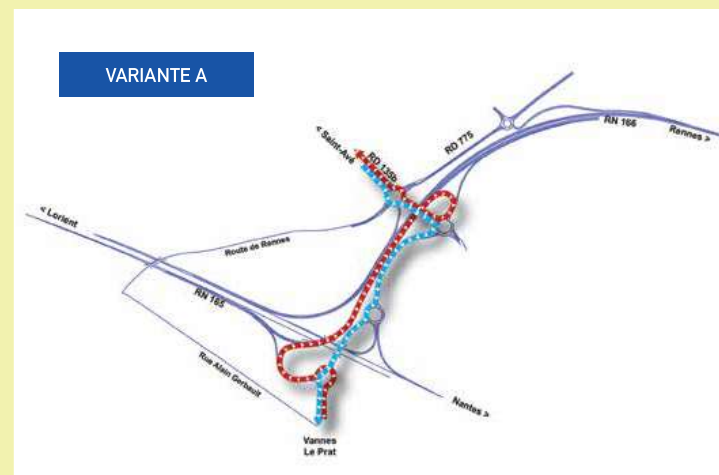 VARIANTE A
RN 166
Rennes >
RD 775
< Saint-Avé
RD 135b
< Lorient
Route de Rennes
RN 165
Rue Alain Gerbault
Nantes >
Vannes
Le Prat